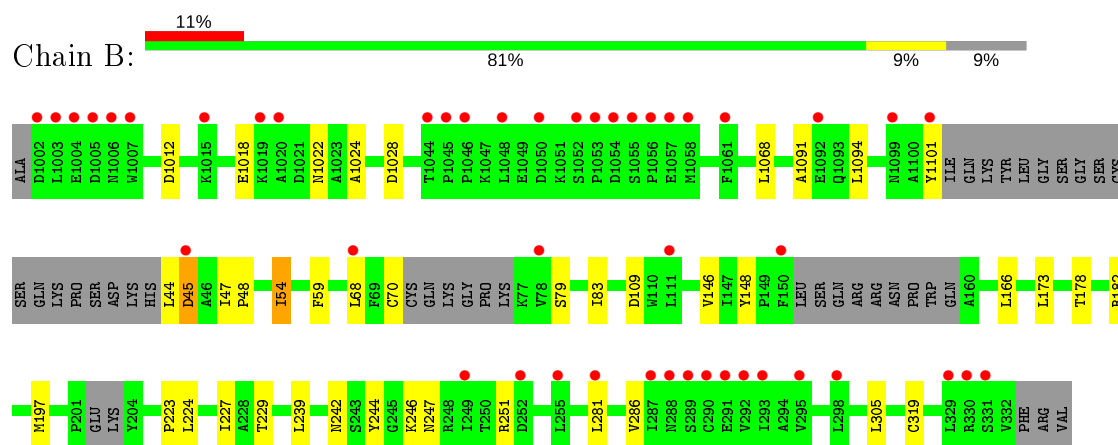 11%
Chain B:
81% 9% 9%
ALA D1002 L1003 E1004 D1005 N1006 W1007 D1012 K1015 E1018 K1019 A1020 D1021 N1022 A1023 A1024 D1028 T1044 P1045 P1046 K1047 L1048 E1049 D1050 K1051 S1052 P1053 D1054 S1055 P1056 E1057 M1058 F1061 L1068 A1091 E1092 Q1093 L1094 N1099 A1100 Y1101 ILE GLN LYS TYR LEU GLY SER GLY SER CYS
SER GLN LYS PRO SER ASP LYS HIS L44 D45 A46 I47 P48 I54 F59 L68 F69 C70 CYS GLN LYS GLY PRO LYS K77 V78 S79 I83 D109 W110 L111 V146 I147 Y148 P149 F150 LEU SER GLN ARG ARG ASN PRO TRP GLN A160 L166 L173 T178
M197 P201 GLU LYS Y204 P223 L224 I227 A228 T229 L239 N242 S243 Y244 G245 K246 N247 R248 I249 T250 R251 D252 L255 L281 V286 I287 N288 S289 C290 E291 V292 I293 A294 V295 L298 L305 C319 L329 R330 S331 V332 PHE ARG VAL